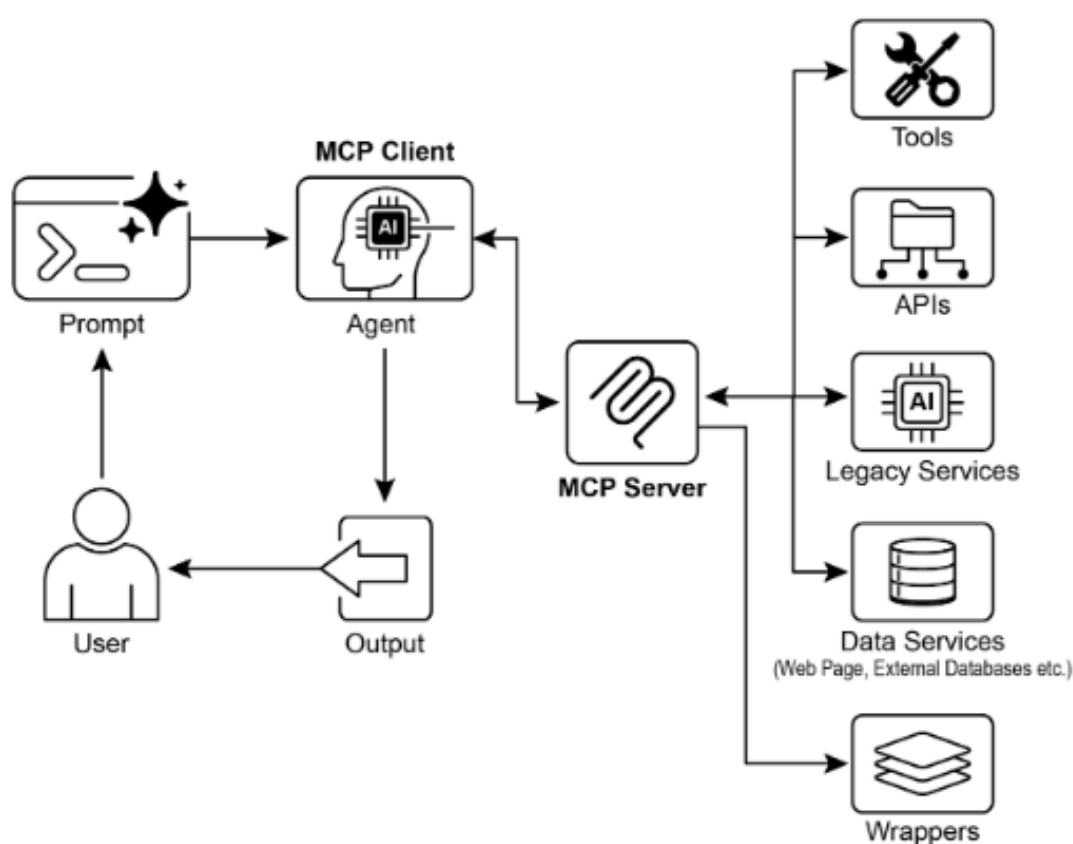 MCP Client
AI
Prompt
Agent
User
Output
MCP Server
Tools
APIs
AI
Legacy Services
Data Services
(Web Page, External Databases etc.)
Wrappers